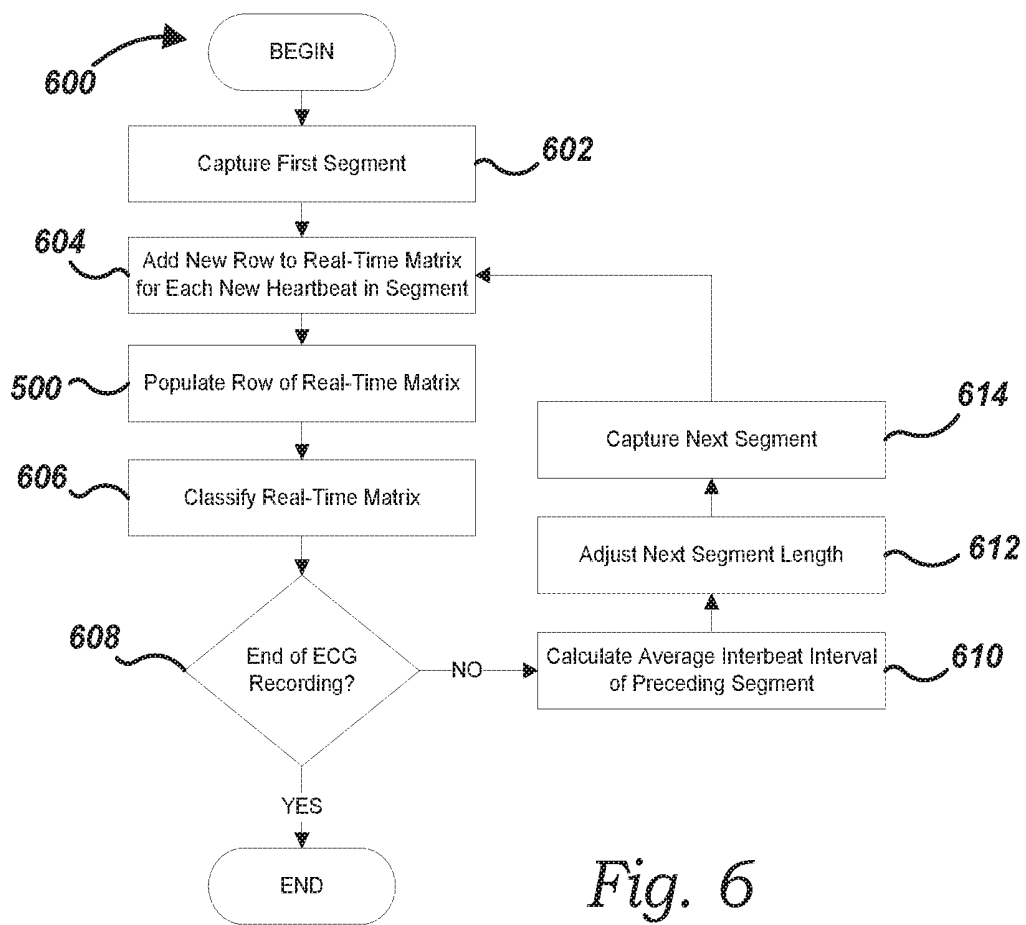 BEGIN
600
Capture First Segment
602
604
Add New Row to Real-Time Matrix
for Each New Heartbeat in Segment
500
Populate Row of Real-Time Matrix
614
Capture Next Segment
606
Classify Real-Time Matrix
612
Adjust Next Segment Length
608
End of ECG
Recording?
NO
Calculate Average Interbeat Interval
of Preceding Segment
610
YES
END
Fig. 6